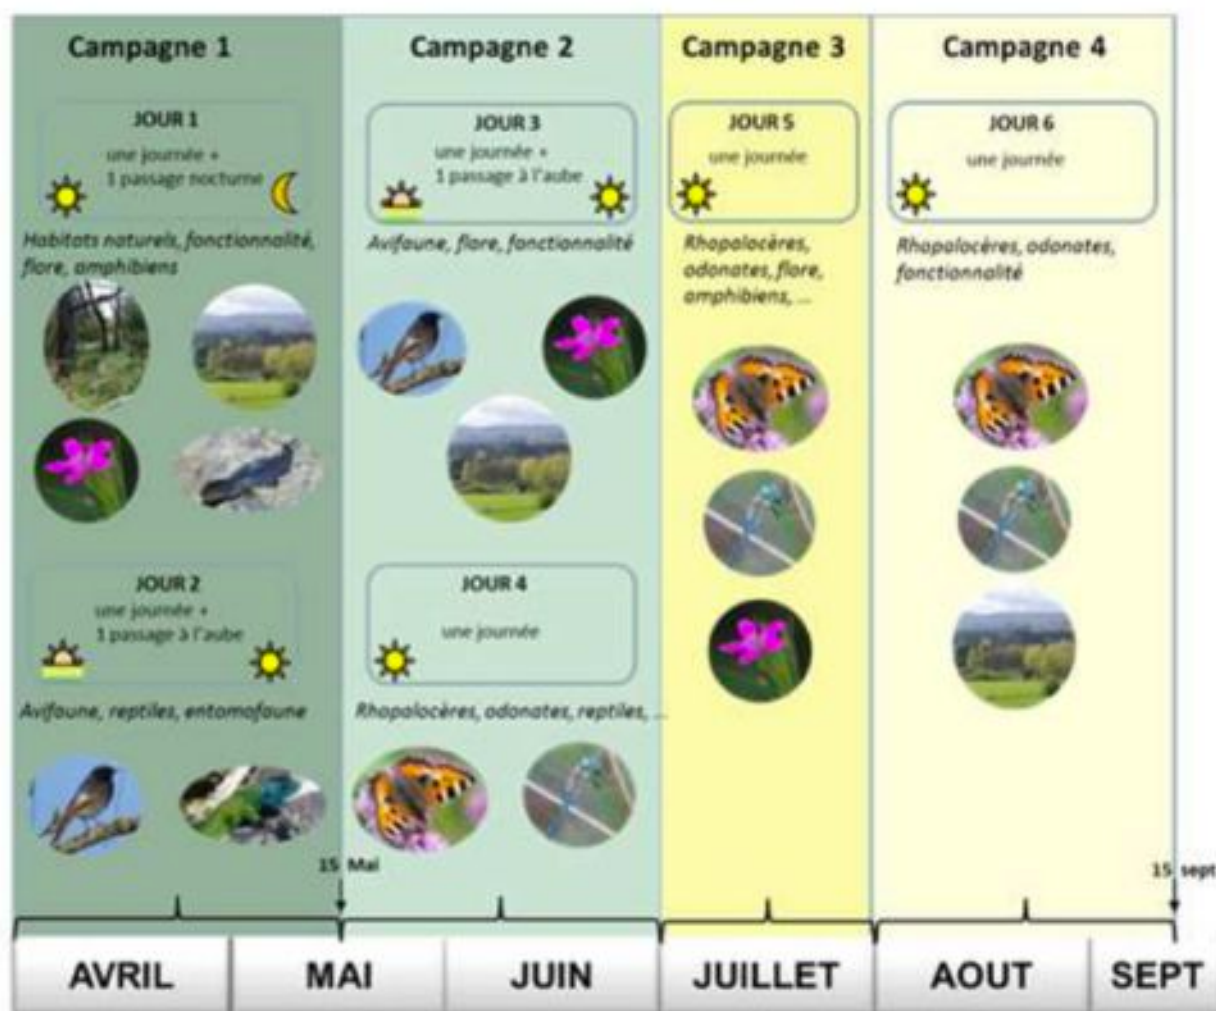 Campagne 1
JOUR 1
une journée +
1 passage nocturne
Habitats naturels, fonctionnalité,
flore, amphibiens
JOUR 2
une journée +
1 passage à l'aube
Avifaune, reptiles, entomofaune
Campagne 2
JOUR 3
une journée +
1 passage à l'aube
Avifaune, flore, fonctionnalité
JOUR 4
une journée
Rhopalocères, odonates, reptiles, ...
Campagne 3
JOUR 5
une journée
Rhopalocères,
odonates, flore,
amphibiens, ...
Campagne 4
JOUR 6
une journée
Rhopalocères, odonates,
fonctionnalité
15 Mai
15 sept
AVRIL
MAI
JUIN
JUILLET
AOUT
SEPT